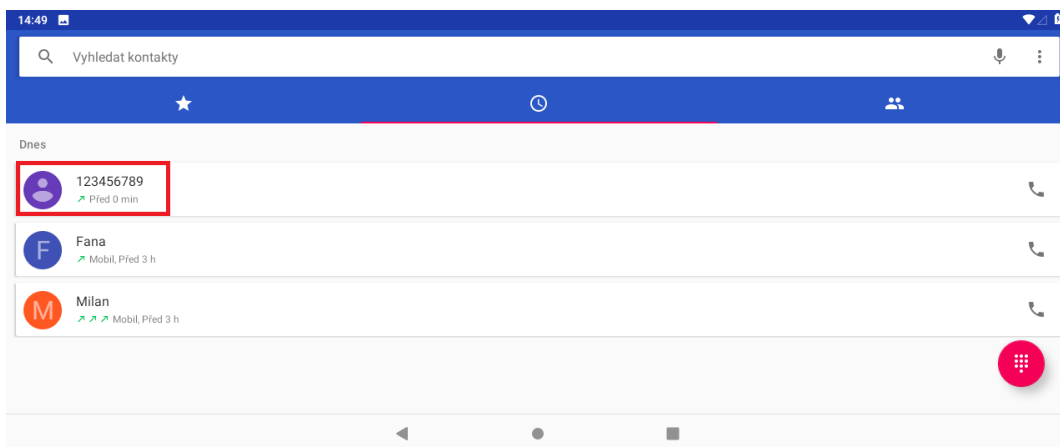 14:49
Vyhledat kontakty
Dnes
123456789
Před 0 min
F
Fana
Mobil, Před 3 h
M
Milan
Mobil, Před 3 h